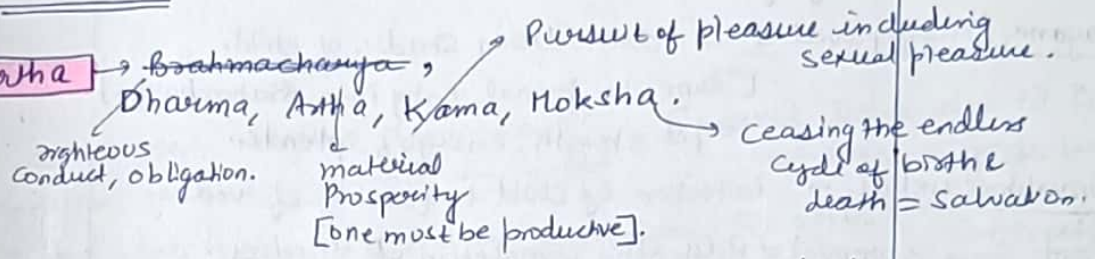 Pursuit of pleasure including
sexual pleasure.
rtha → Brahmacharya,
Dharma, Artha, Kama, Moksha.
righteous
conduct, obligation.
material
Prosperity
[one must be productive].
→ ceasing the endless
cycle of birth &
death = salvation.